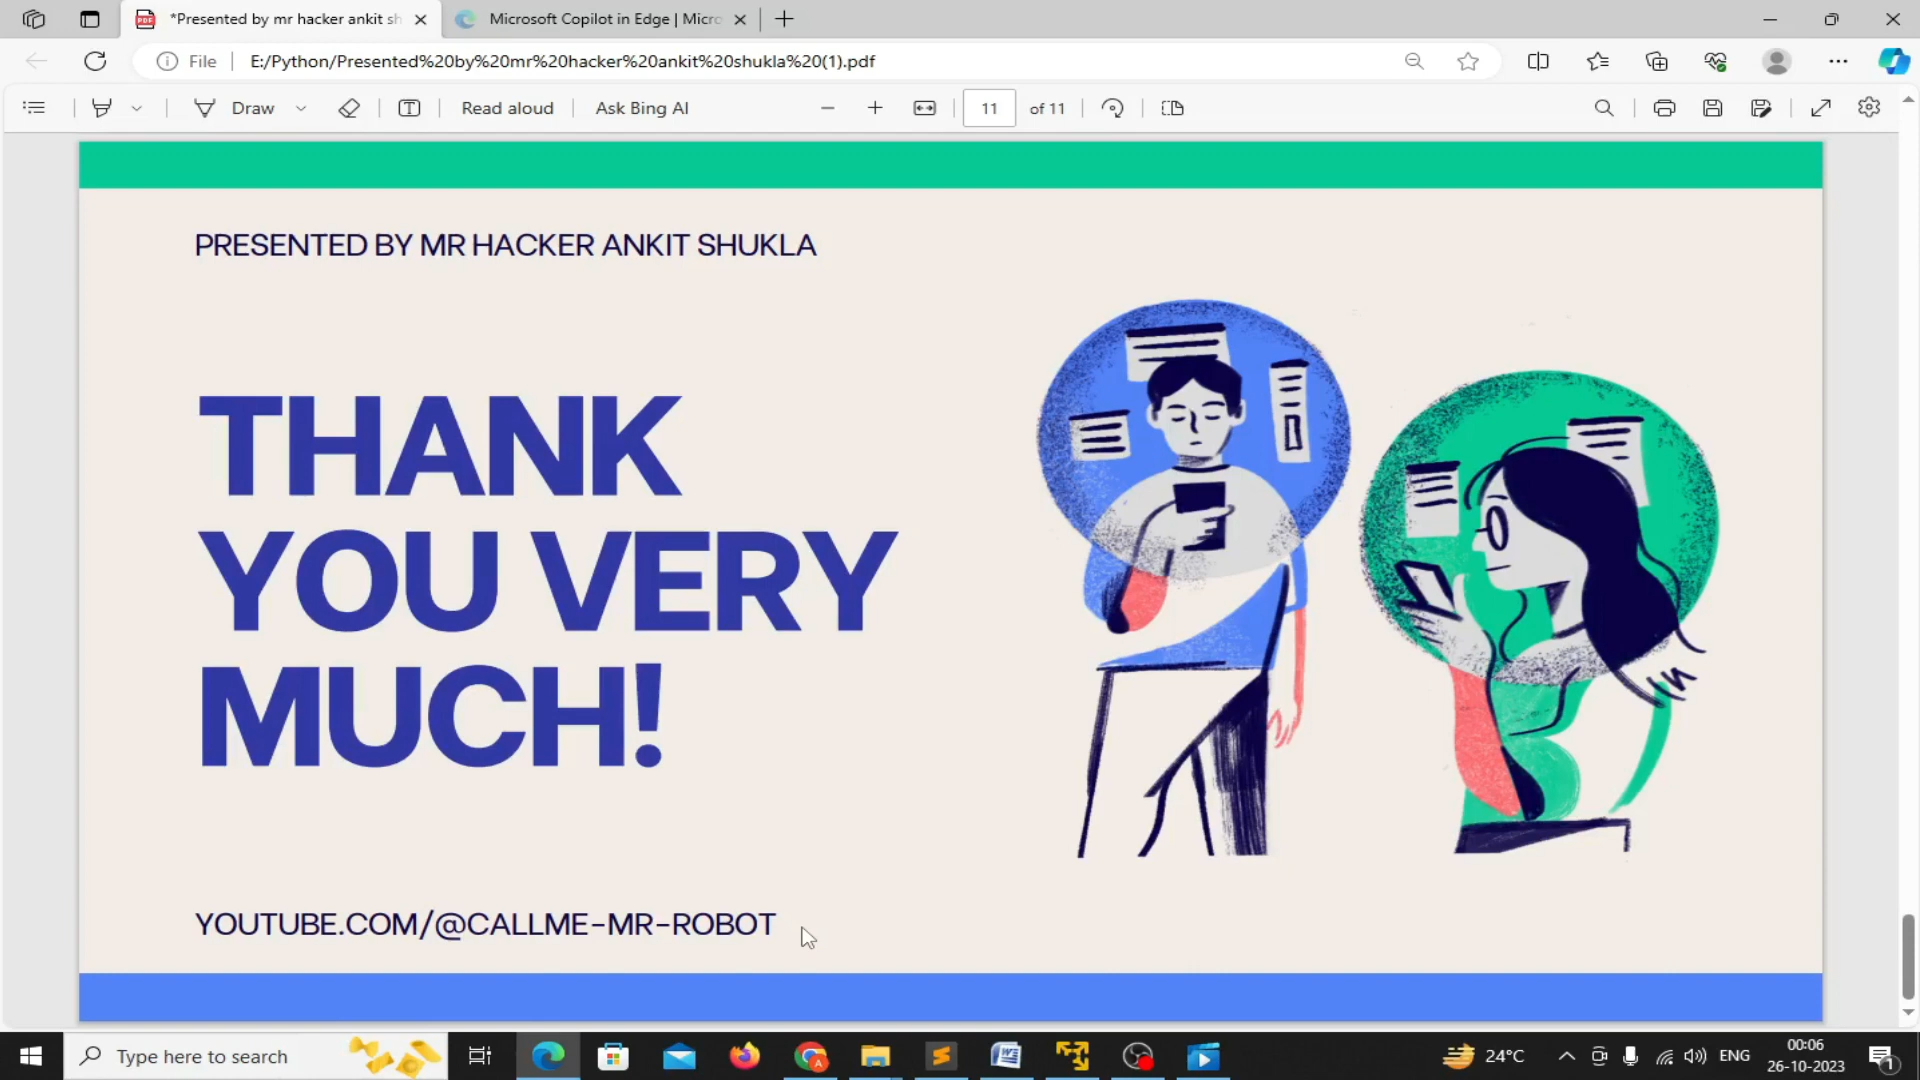 *Presented by mr hacker ankit sh
Microsoft Copilot in Edge | Micro
File
E:/Python/Presented%20by%20mr%20hacker%20ankit%20shukla%20(1).pdf
Draw
Read aloud
Ask Bing AI
11
of 11
PRESENTED BY MR HACKER ANKIT SHUKLA
THANK
YOU VERY
MUCH!
YOUTUBE.COM/@CALLME-MR-ROBOT
Type here to search
24°C
ENG
00:06
26-10-2023
1